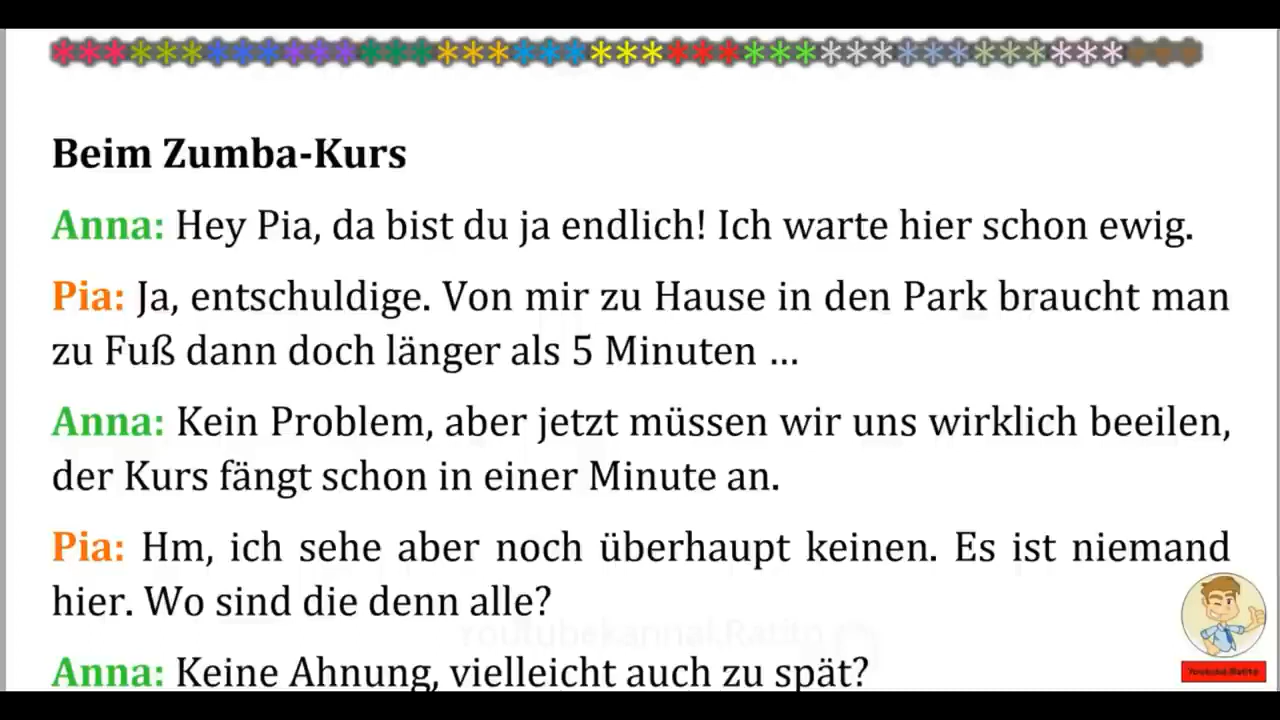 Beim Zumba-Kurs
Anna: Hey Pia, da bist du ja endlich! Ich warte hier schon ewig.
Pia: Ja, entschuldige. Von mir zu Hause in den Park braucht man
zu Fuß dann doch länger als 5 Minuten ...
Anna: Kein Problem, aber jetzt müssen wir uns wirklich beeilen,
der Kurs fängt schon in einer Minute an.
Pia: Hm, ich sehe aber noch überhaupt keinen. Es ist niemand
hier. Wo sind die denn alle?
youtubekannal.Ratito
Anna: Keine Ahnung, vielleicht auch zu spät?
Youtube:Ratito